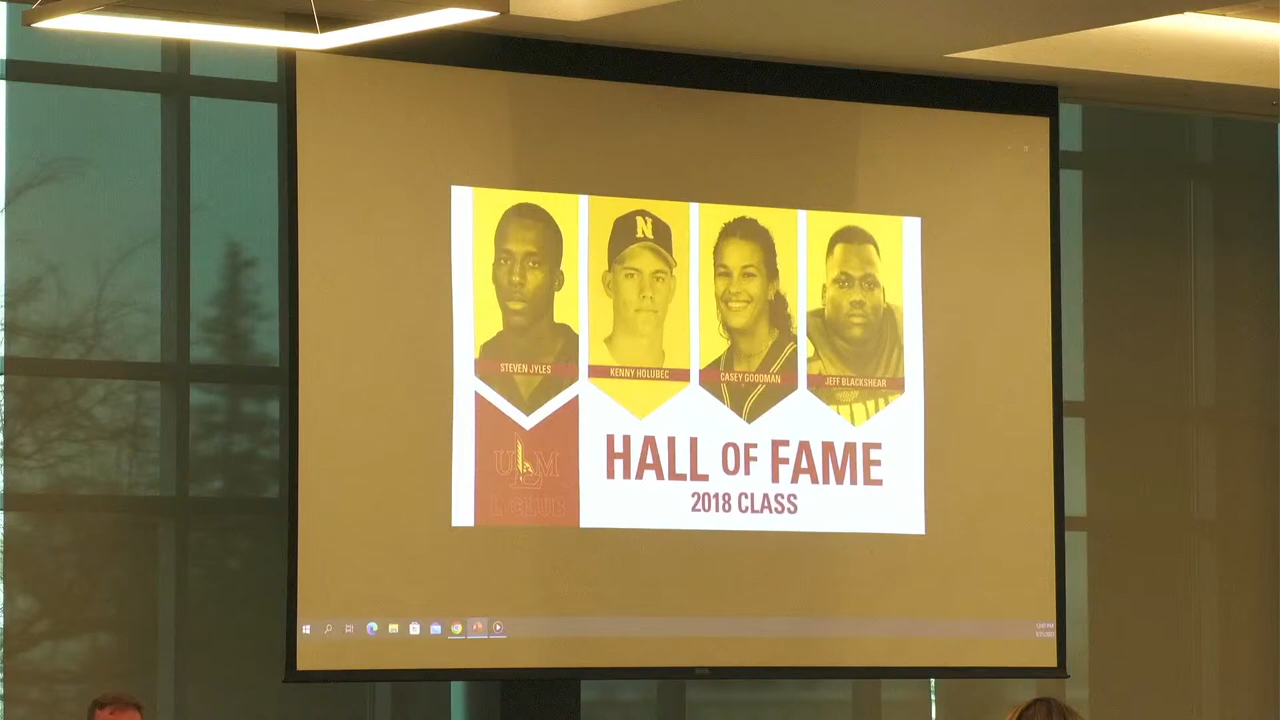 N
STEVEN JYLES
KENNY HOLUBEC
CASEY GOODMAN
JEFF BLACKSHEAR
ULM
L CLUB
HALL OF FAME
2018 CLASS